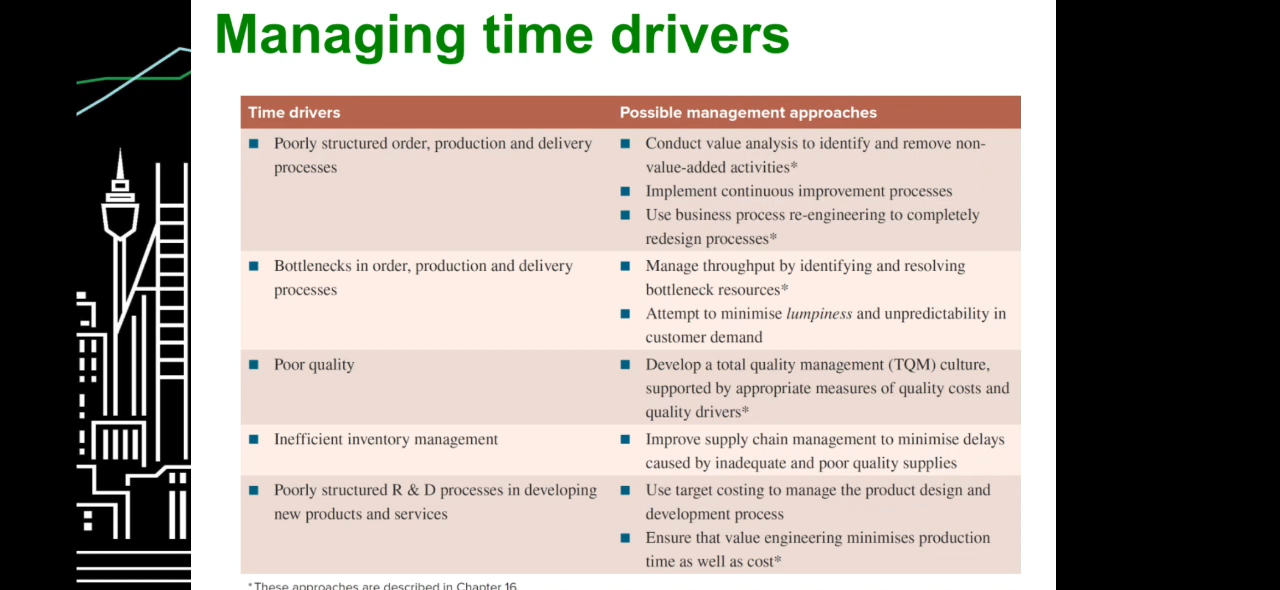 Managing time drivers
Time drivers
Possible management approaches
Poorly structured order, production and delivery
processes
Conduct value analysis to identify and remove non-
value-added activities*
Implement continuous improvement processes
Use business process re-engineering to completely
redesign processes*
Bottlenecks in order, production and delivery
processes
Manage throughput by identifying and resolving
bottleneck resources*
Attempt to minimise lumpiness and unpredictability in
customer demand
Poor quality
Develop a total quality management (TQM) culture,
supported by appropriate measures of quality costs and
quality drivers*
Inefficient inventory management
Improve supply chain management to minimise delays
caused by inadequate and poor quality supplies
Poorly structured R & D processes in developing
new products and services
Use target costing to manage the product design and
development process
Ensure that value engineering minimises production
time as well as cost*
*These approaches are described in Chapter 16.